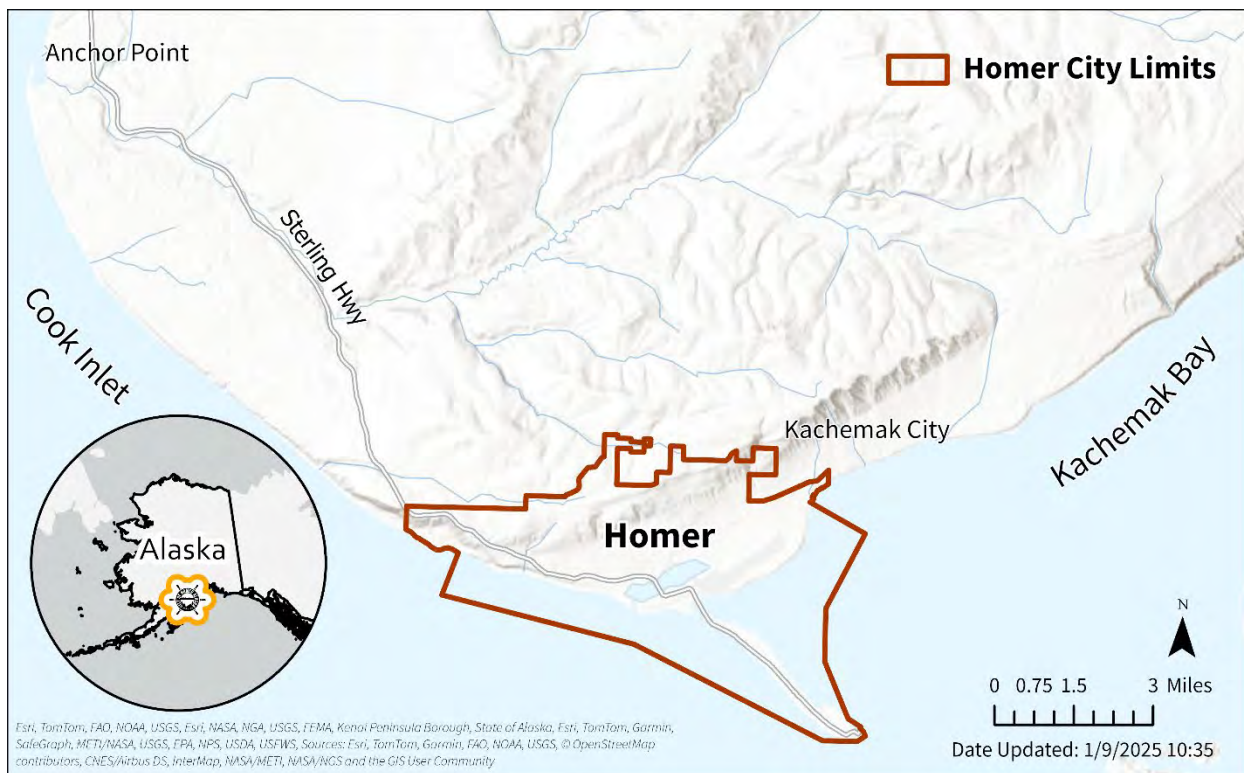 Anchor Point
Homer City Limits
Sterling Hwy
Cook Inlet
Kachemak Bay
Kachemak City
Homer
Alaska
N
0 0.75 1.5 3 Miles
Date Updated: 1/9/2025 10:35
Esri, TomTom, FAO, NOAA, USGS, Esri, NASA, NGA, USGS, FEMA, Kenai Peninsula Borough, State of Alaska, Esri, TomTom, Garmin,
SafeGraph, METI/NASA, USGS, EPA, NPS, USDA, USFWS, Sources: Esri, TomTom, Garmin, FAO, NOAA, USGS, © OpenStreetMap
contributors, CNES/Airbus DS, InterMap, NASA/METI, NASA/NGS and the GIS User Community